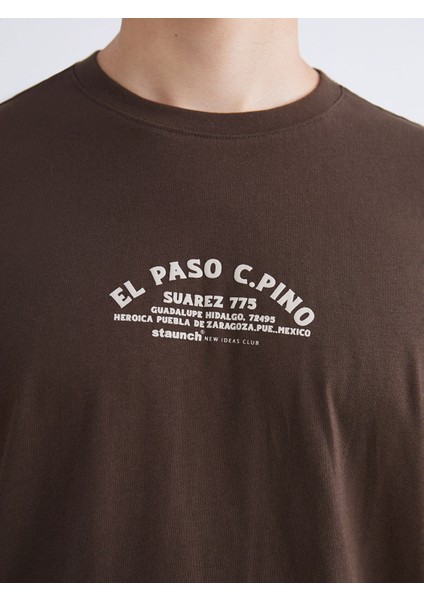 EL PASO C.PINO
SUAREZ 775
GUADALUPE HIDALGO, 72495
HEROICA PUEBLA DE ZARAGOZA,PUE.,MEXICO
staunch® NEW IDEAS CLUB